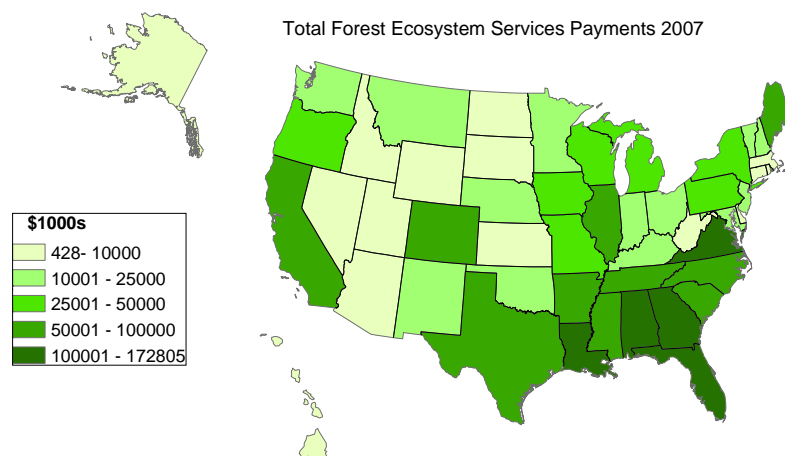 Total Forest Ecosystem Services Payments 2007
$1000s
428- 10000
10001 - 25000
25001 - 50000
50001 - 100000
100001 - 172805